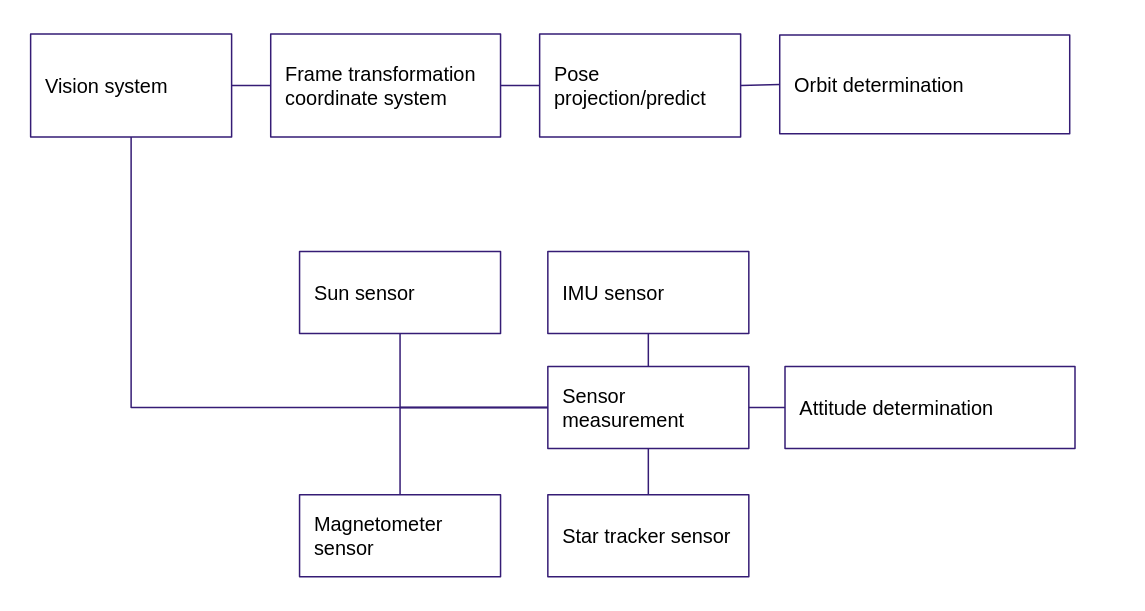 Vision system
Frame transformation
coordinate system
Pose
projection/predict
Orbit determination
Sun sensor
IMU sensor
Sensor
measurement
Attitude determination
Magnetometer
sensor
Star tracker sensor